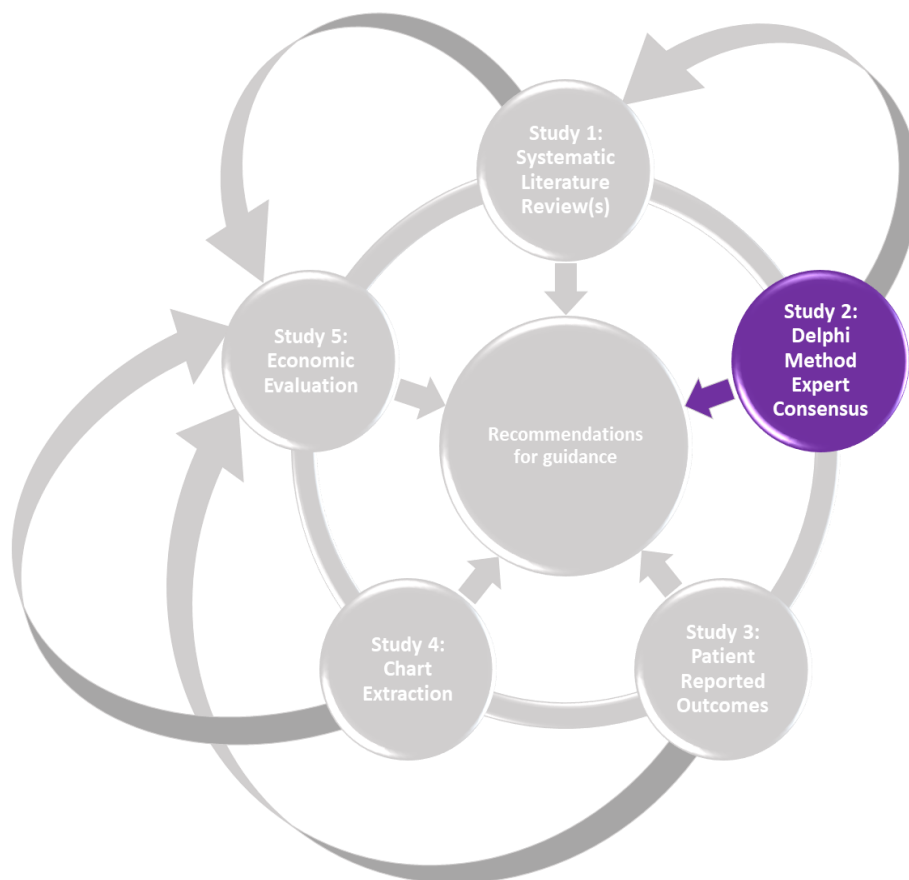 Study 1:
Systematic
Literature
Review(s)
Study 2:
Delphi
Method
Expert
Consensus
Study 5:
Economic
Evaluation
Recommendations
for guidance
Study 4:
Chart
Extraction
Study 3:
Patient
Reported
Outcomes